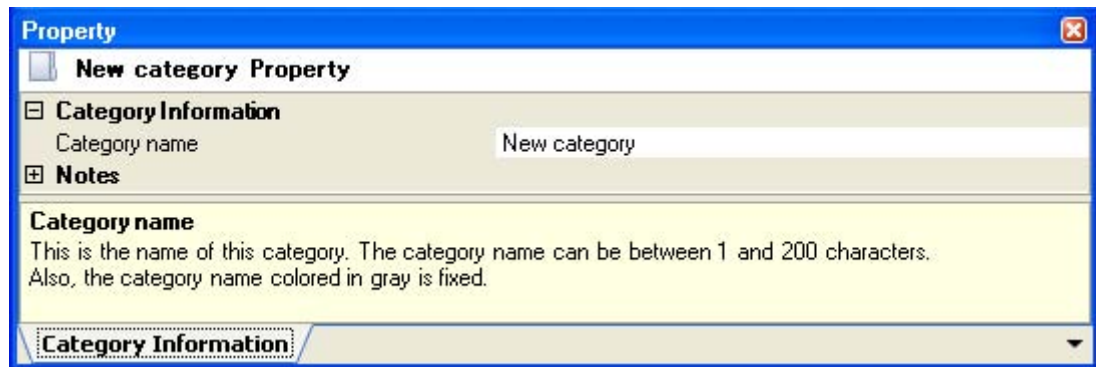 Property
New category Property
Category Information
Category name New category
Notes
Category name
This is the name of this category. The category name can be between 1 and 200 characters.
Also, the category name colored in gray is fixed.
Category Information